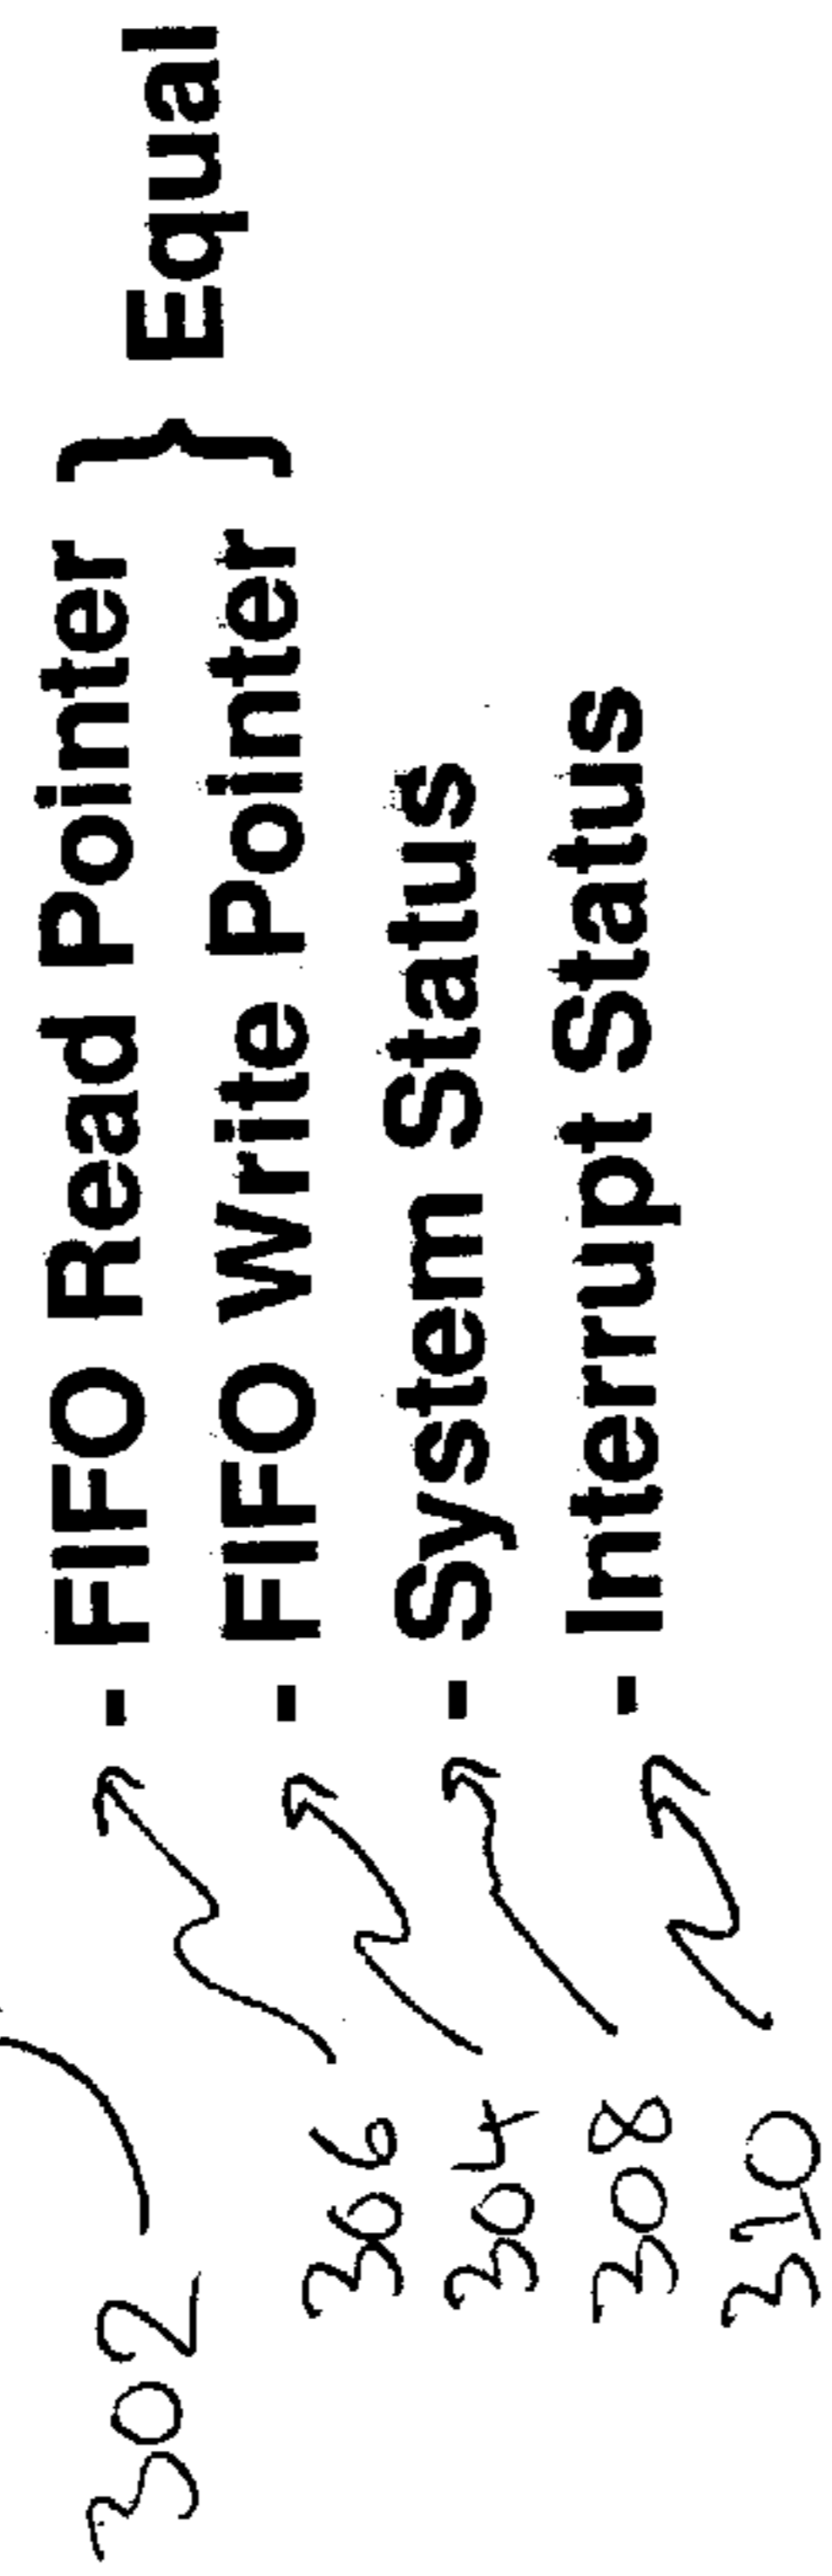 302
306 - FIFO Read Pointer
} Equal
304 - FIFO Write Pointer
308 - System Status
310 - Interrupt Status